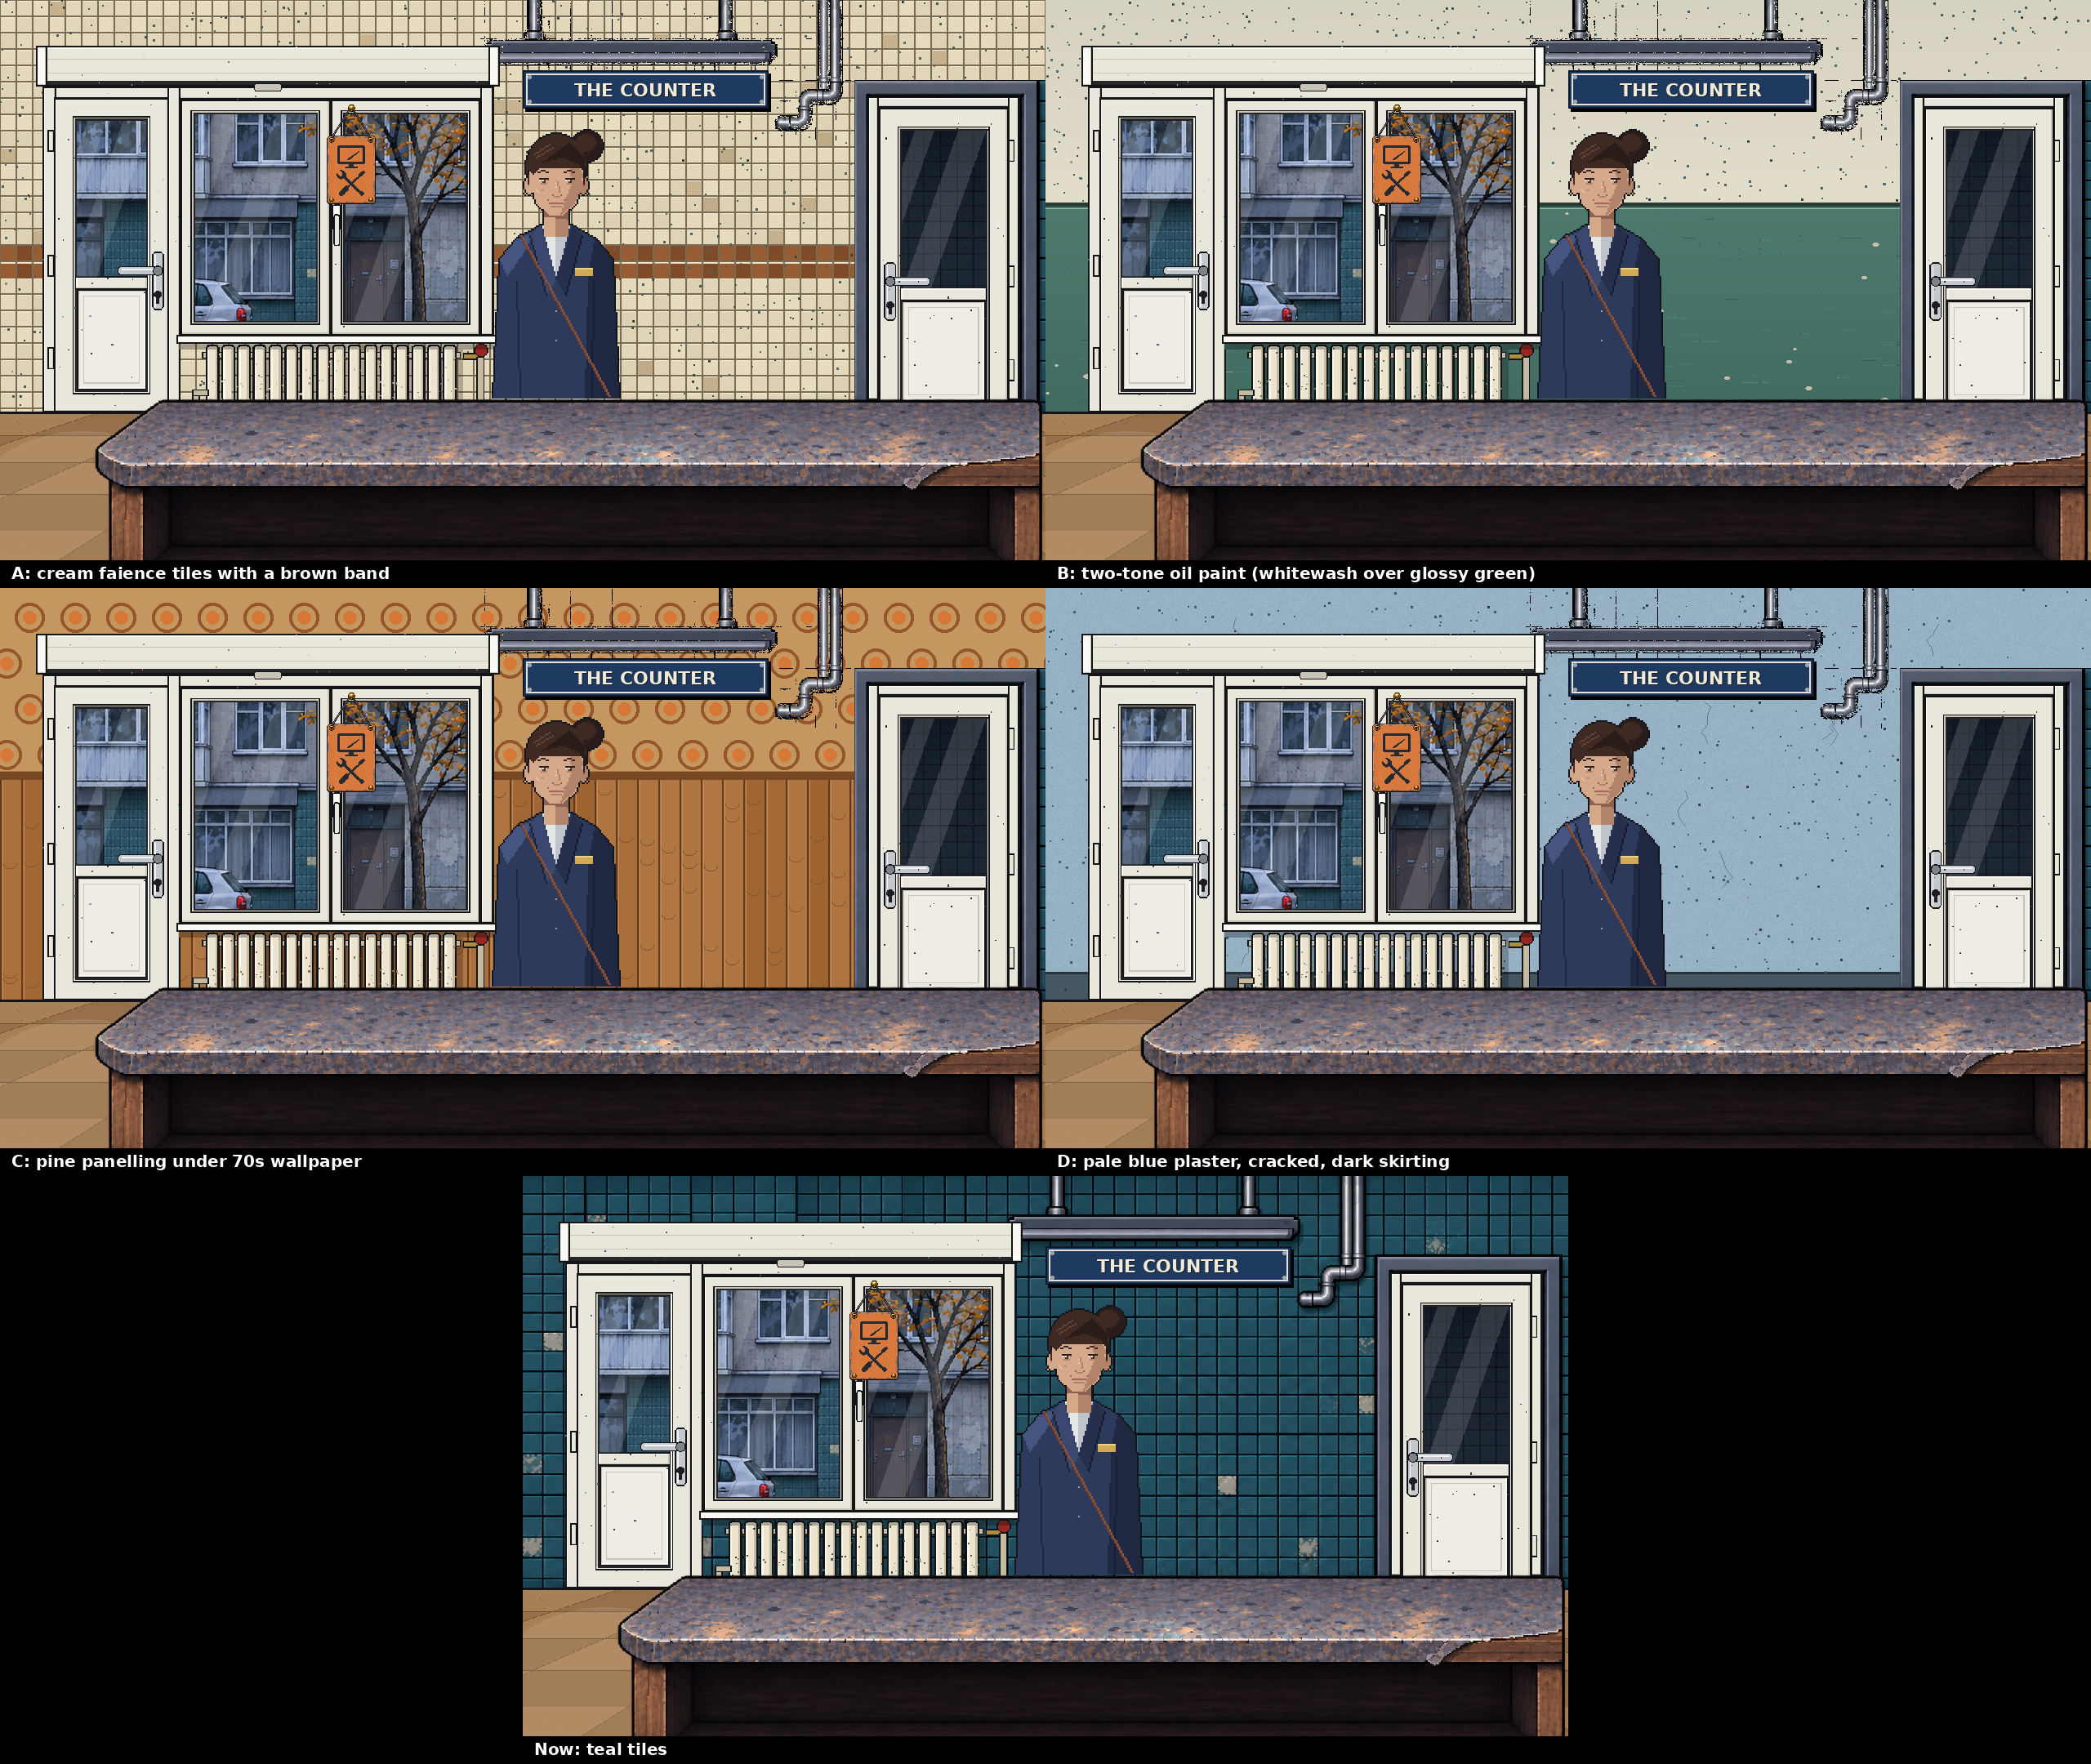 THE COUNTER
THE COUNTER
A: cream faience tiles with a brown band
B: two-tone oil paint (whitewash over glossy green)
THE COUNTER
THE COUNTER
C: pine panelling under 70s wallpaper
D: pale blue plaster, cracked, dark skirting
THE COUNTER
Now: teal tiles